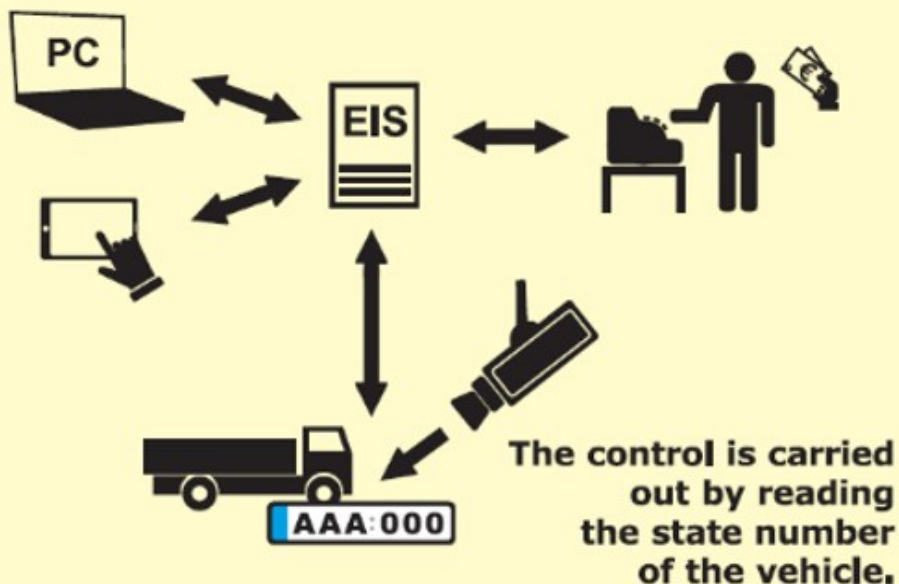 PC
EIS
AAA:000
The control is carried
out by reading
the state number
of the vehicle.